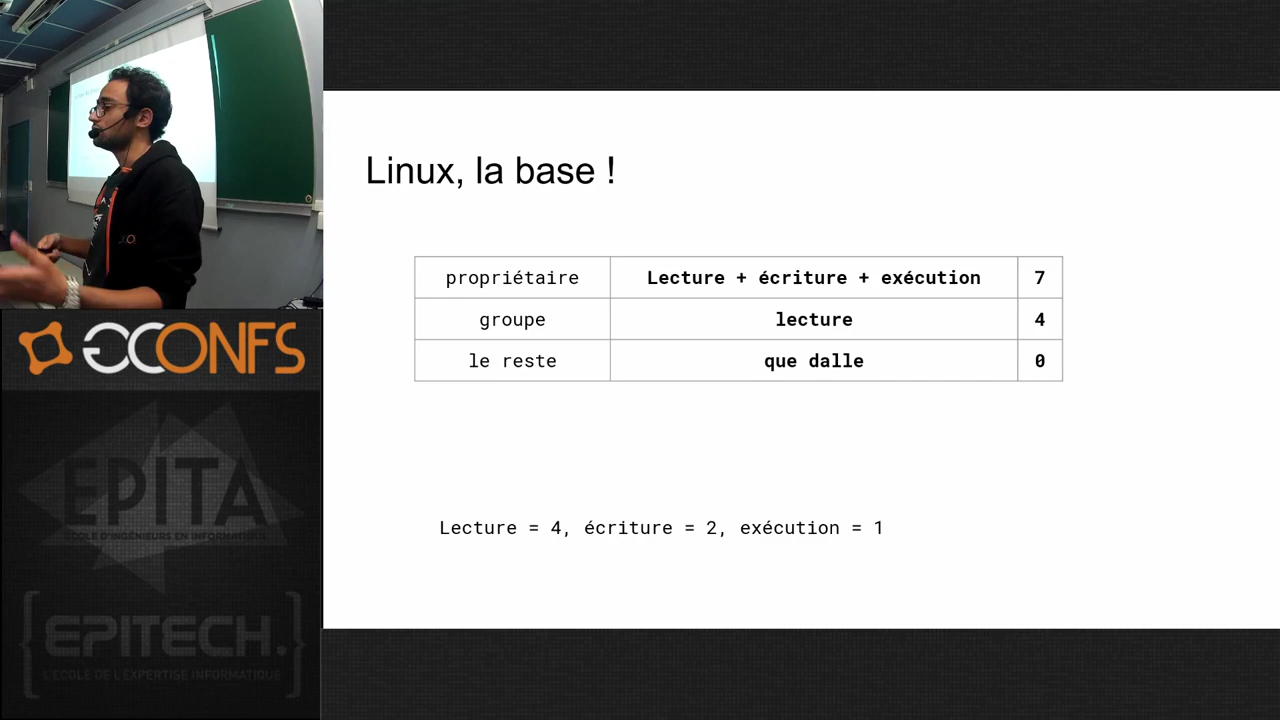 Linux, la base !
propriétaire Lecture + écriture + exécution 7
groupe lecture 4
le reste que dalle 0
Lecture = 4, écriture = 2, exécution = 1
GCONFS
EPITA
ÉCOLE D'INGÉNIEURS EN INFORMATIQUE
{EPITECH.}
L'ÉCOLE DE L'EXPERTISE INFORMATIQUE